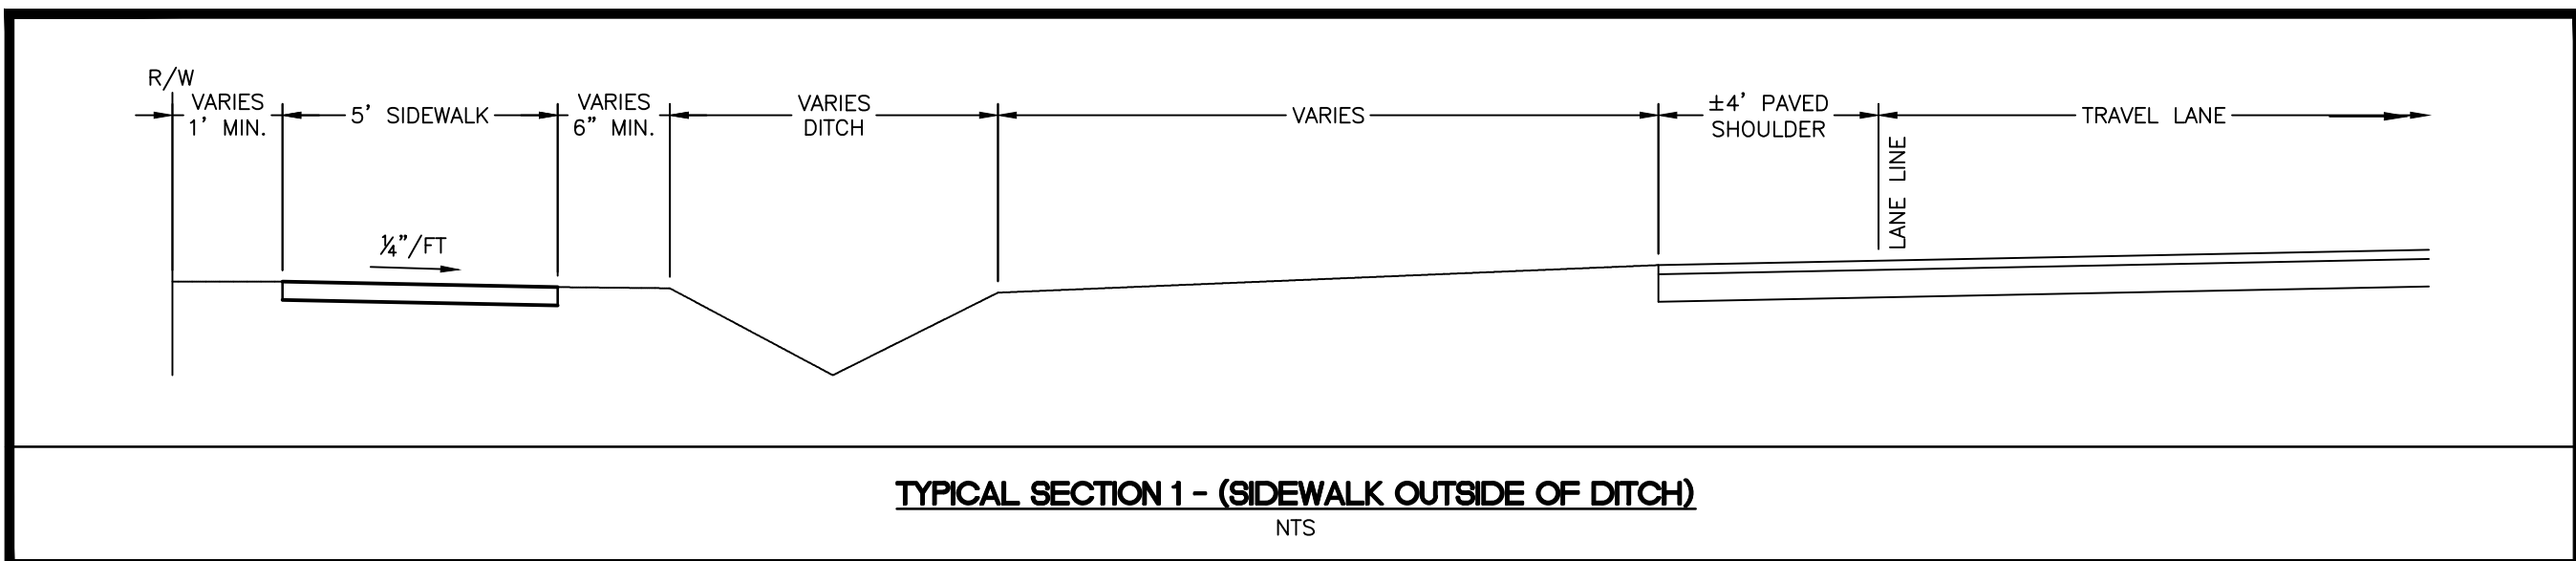 R/W
VARIES
1' MIN.
5' SIDEWALK
VARIES
6" MIN.
VARIES
DITCH
VARIES
±4' PAVED
SHOULDER
TRAVEL LANE
LANE LINE
¼"/FT
TYPICAL SECTION 1 - (SIDEWALK OUTSIDE OF DITCH)
NTS